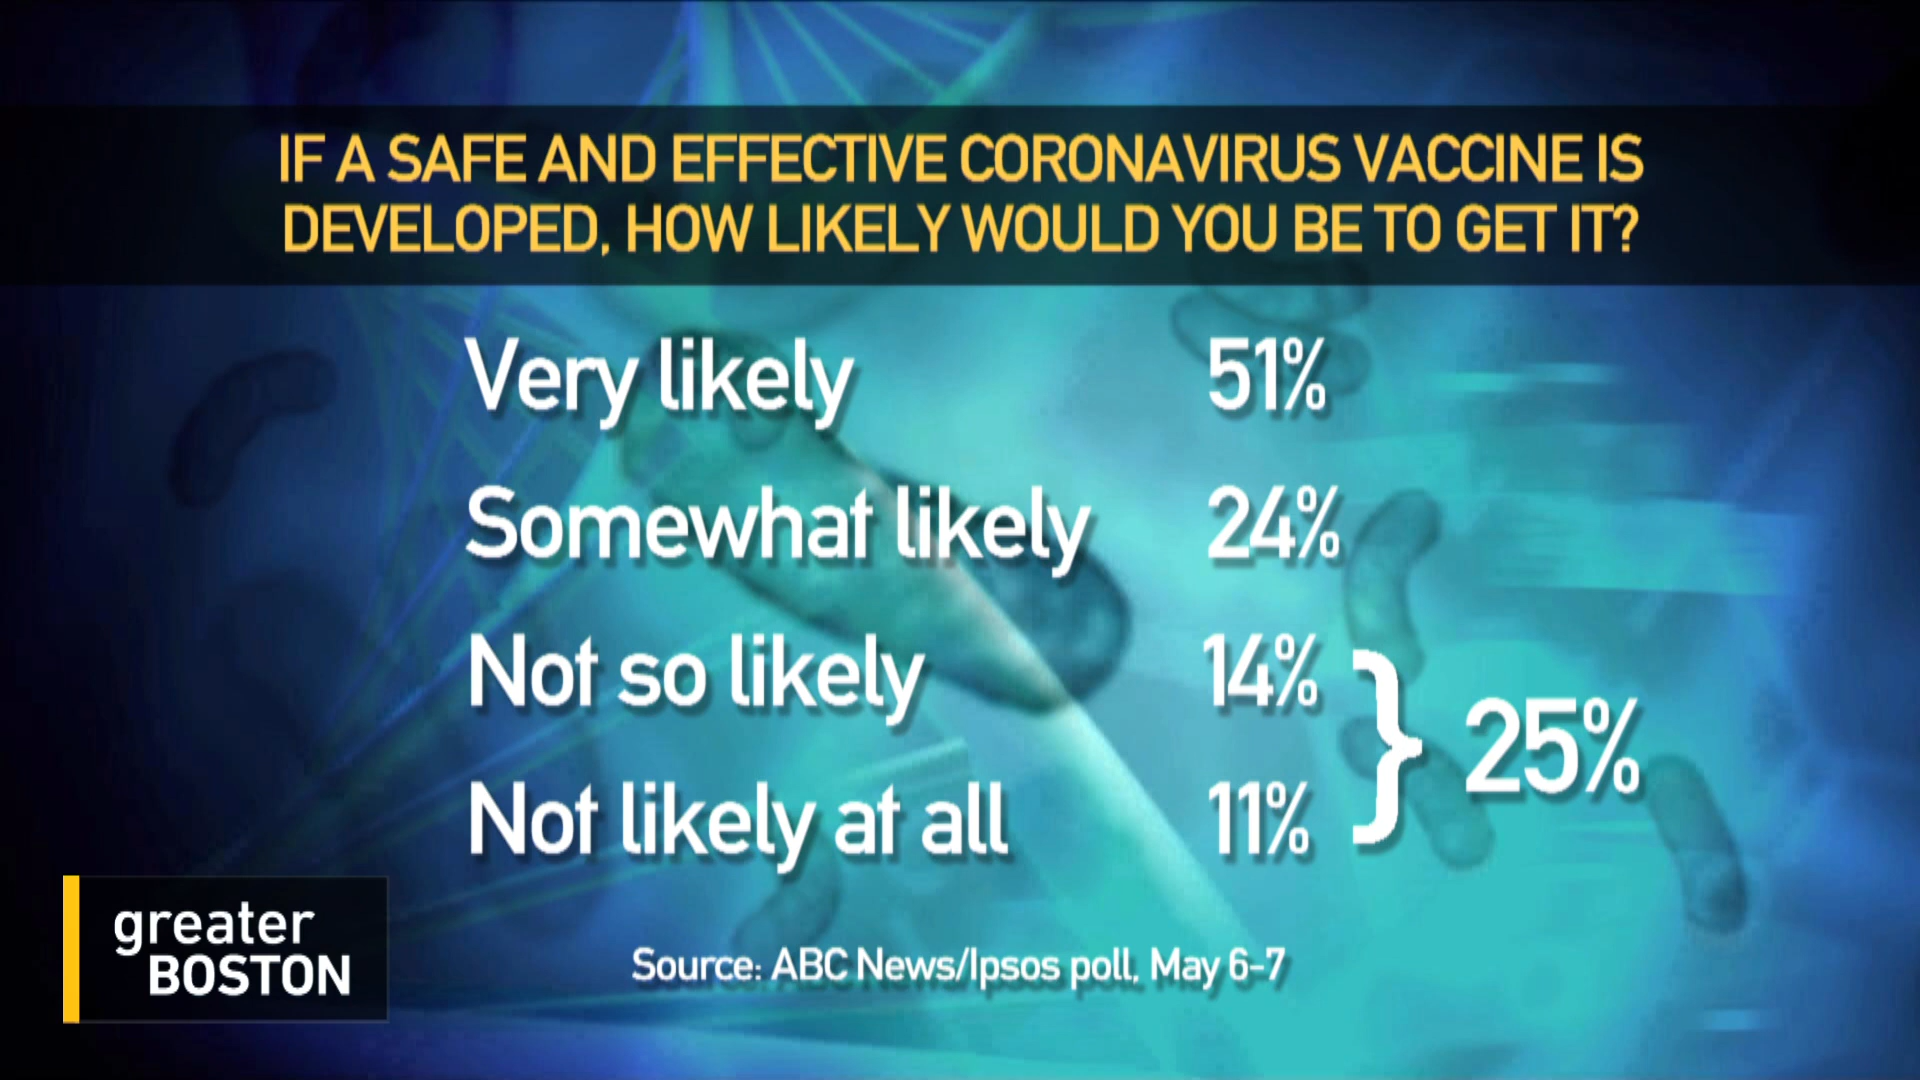 IF A SAFE AND EFFECTIVE CORONAVIRUS VACCINE IS
DEVELOPED, HOW LIKELY WOULD YOU BE TO GET IT?
Very likely 51%
Somewhat likely 24%
Not so likely 14%
Not likely at all 11%
} 25%
greater
BOSTON
Source: ABC News/Ipsos poll, May 6-7